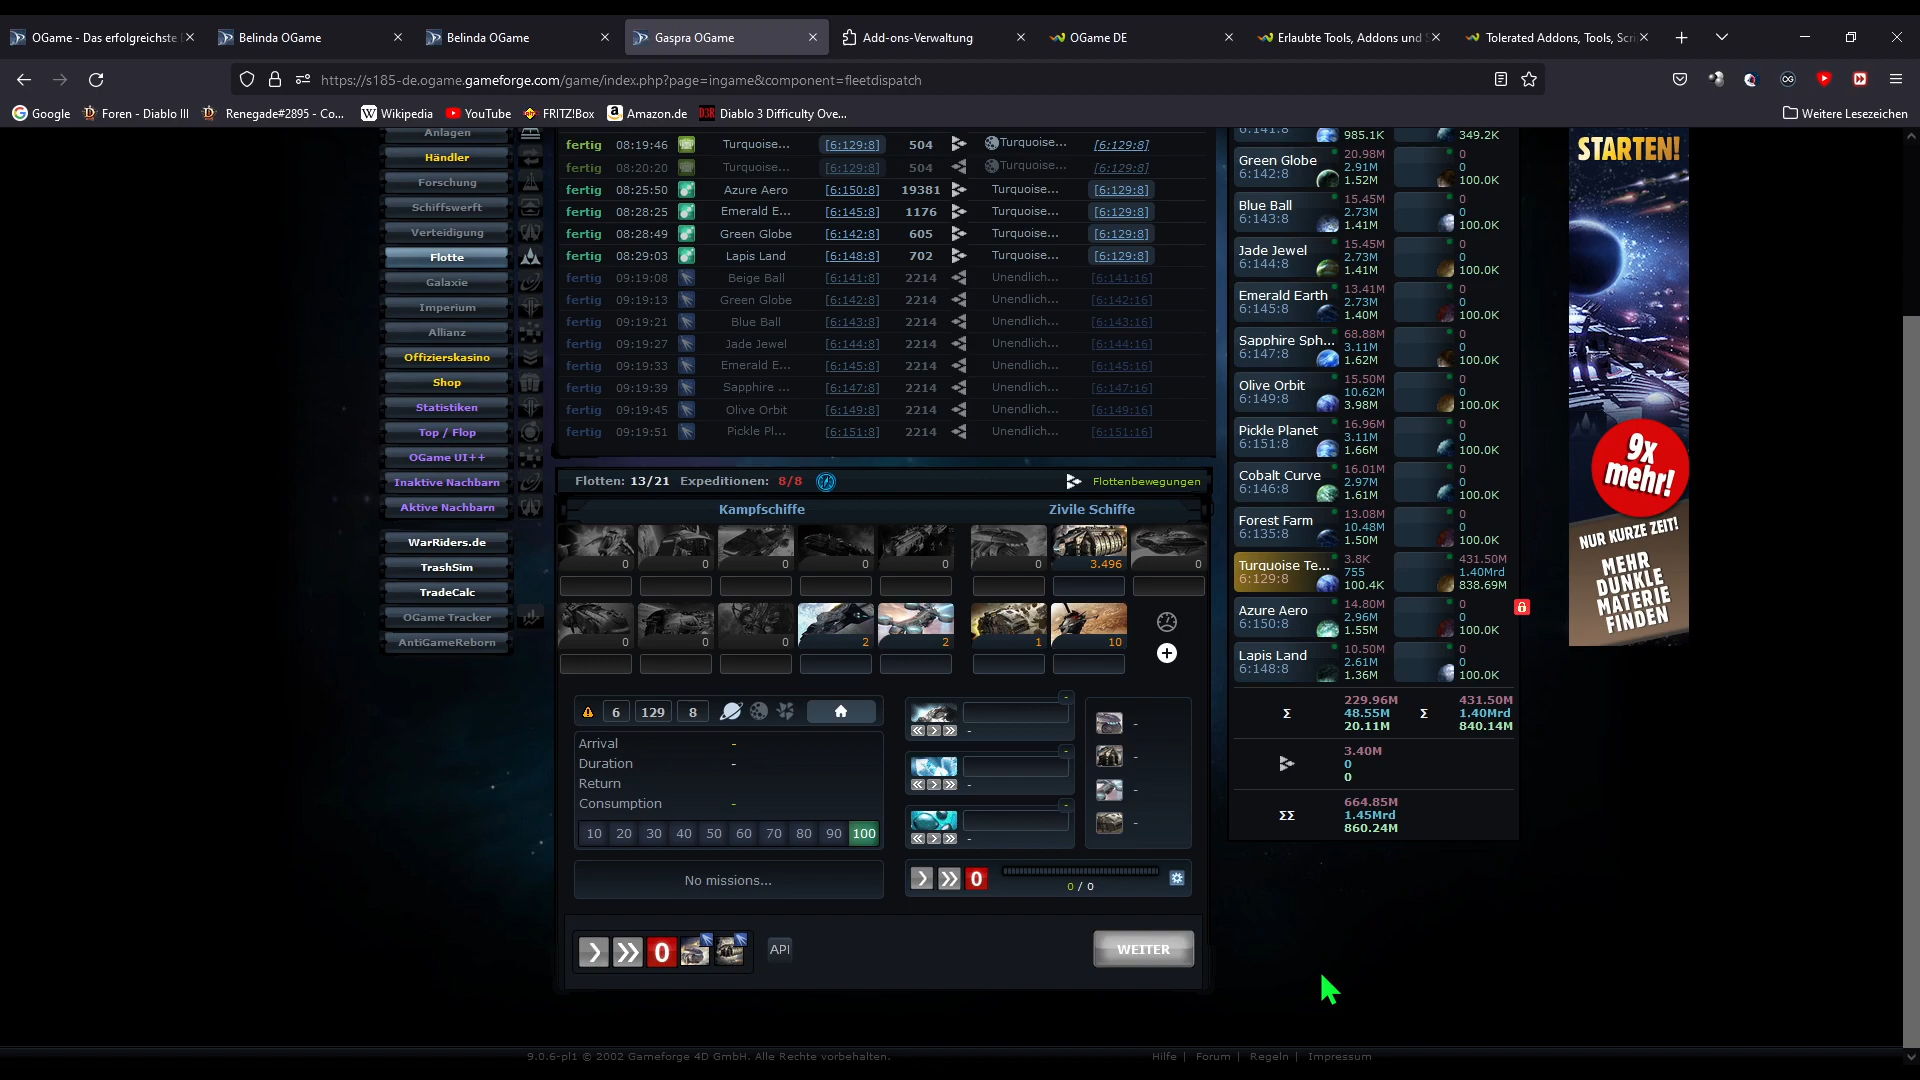 OGame - Das erfolgreichste
Belinda OGame
Belinda OGame
Gaspra OGame
Add-ons-Verwaltung
OGame DE
Erlaubte Tools, Addons und
Tolerated Addons, Tools, Scri
https://s185-de.ogame.gameforge.com/game/index.php?page=ingame&component=fleetdispatch
Google
Foren - Diablo III
Renegade#2895 - Co...
Wikipedia
YouTube
FRITZ!Box
Amazon.de
Diablo 3 Difficulty Ove...
Weitere Lesezeichen
Anlagen
Händler
Forschung
Schiffswerft
Verteidigung
Flotte
Galaxie
Imperium
Allianz
Offizierskasino
Shop
Statistiken
Top / Flop
OGame UI++
Inaktive Nachbarn
Aktive Nachbarn
WarRiders.de
TrashSim
TradeCalc
OGame Tracker
AntiGameReborn
fertig 08:19:46 Turquoise... [6:129:8] 504 Turquoise... [6:129:8]
fertig 08:20:20 Turquoise... [6:129:8] 504 Turquoise... [6:129:8]
fertig 08:25:50 Azure Aero [6:150:8] 19381 Turquoise... [6:129:8]
fertig 08:28:25 Emerald E... [6:145:8] 1176 Turquoise... [6:129:8]
fertig 08:28:49 Green Globe [6:142:8] 605 Turquoise... [6:129:8]
fertig 08:29:03 Lapis Land [6:148:8] 702 Turquoise... [6:129:8]
fertig 09:19:08 Beige Ball [6:141:8] 2214 Unendlich... [6:141:16]
fertig 09:19:13 Green Globe [6:142:8] 2214 Unendlich... [6:142:16]
fertig 09:19:21 Blue Ball [6:143:8] 2214 Unendlich... [6:143:16]
fertig 09:19:27 Jade Jewel [6:144:8] 2214 Unendlich... [6:144:16]
fertig 09:19:33 Emerald E... [6:145:8] 2214 Unendlich... [6:145:16]
fertig 09:19:39 Sapphire ... [6:147:8] 2214 Unendlich... [6:147:16]
fertig 09:19:45 Olive Orbit [6:149:8] 2214 Unendlich... [6:149:16]
fertig 09:19:51 Pickle Pl... [6:151:8] 2214 Unendlich... [6:151:16]
Flotten: 13/21 Expeditionen: 8/8 Flottenbewegungen
Kampfschiffe Zivile Schiffe
0 0 0 0 0 0 3.496 0
0 0 0 2 2 1 10
6 129 8
Arrival -
Duration -
Return
Consumption -
10 20 30 40 50 60 70 80 90 100
No missions...
-
-
-
-
-
-
-
-
-
-
0
0 / 0
0 API
WEITER
6:141:8 985.1K 349.2K
Green Globe 20.98M 0
6:142:8 2.91M 0
1.52M 100.0K
Blue Ball 15.45M 0
6:143:8 2.73M 0
1.41M 100.0K
Jade Jewel 15.45M 0
6:144:8 2.73M 0
1.41M 100.0K
Emerald Earth 13.41M 0
6:145:8 2.73M 0
1.40M 100.0K
Sapphire Sph... 68.88M 0
6:147:8 3.11M 0
1.62M 100.0K
Olive Orbit 15.50M 0
6:149:8 10.62M 0
3.98M 100.0K
Pickle Planet 16.96M 0
6:151:8 3.11M 0
1.66M 100.0K
Cobalt Curve 16.01M 0
6:146:8 2.97M 0
1.61M 100.0K
Forest Farm 13.08M 0
6:135:8 10.48M 0
1.50M 100.0K
Turquoise Te... 3.8K 431.50M
6:129:8 755 1.40Mrd
100.4K 838.69M
Azure Aero 14.80M 0
6:150:8 2.96M 0
1.55M 100.0K
Lapis Land 10.50M 0
6:148:8 2.61M 0
1.36M 100.0K
229.96M 431.50M
Σ 48.55M Σ 1.40Mrd
20.11M 840.14M
3.40M
0
0
664.85M
ΣΣ 1.45Mrd
860.24M
STARTEN!
9x
mehr!
NUR KURZE ZEIT!
MEHR
DUNKLE
MATERIE
FINDEN
9.0.6-pl1 © 2002 Gameforge 4D GmbH. Alle Rechte vorbehalten.
Hilfe | Forum | Regeln | Impressum